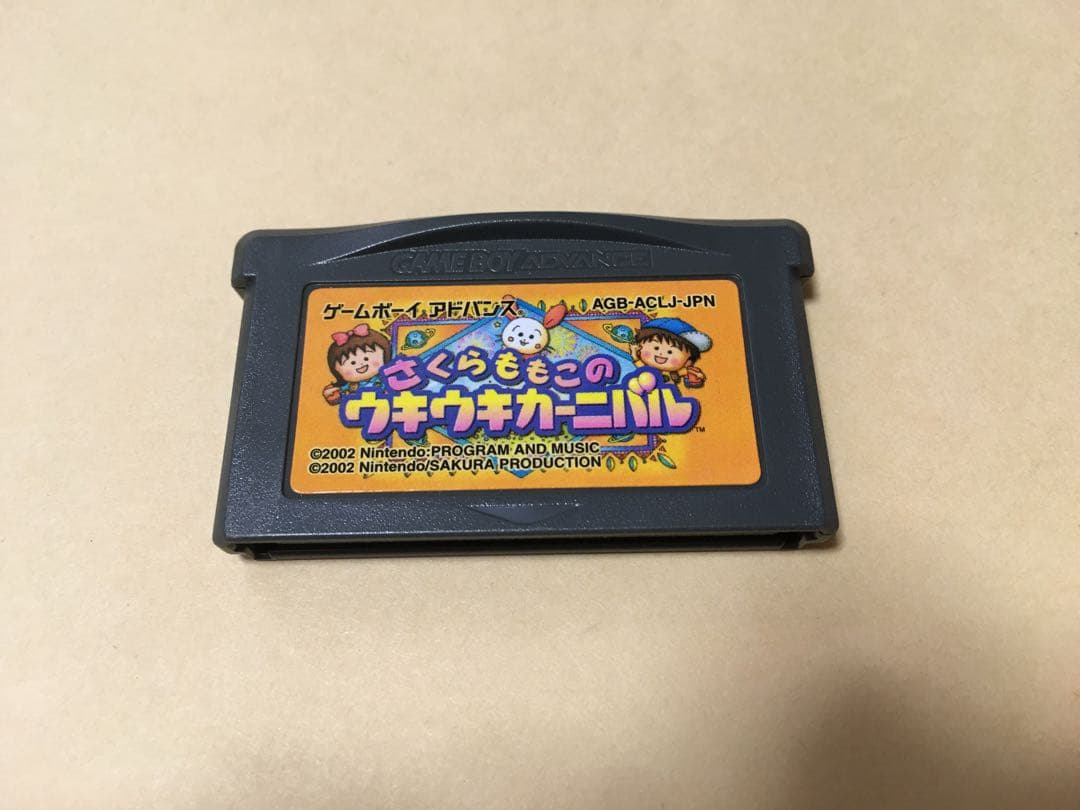 GAME BOY ADVANCE
ゲームボーイ アドバンス AGB-ACLJ-JPN
さくらももこの
ウキウキカーニバル™
©2002 Nintendo:PROGRAM AND MUSIC
©2002 Nintendo/SAKURA PRODUCTION